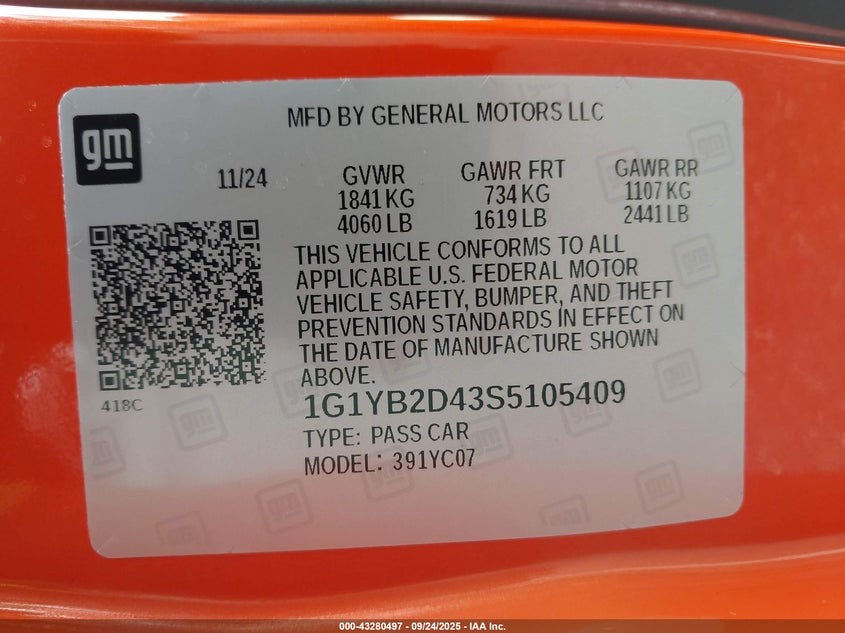 MFD BY GENERAL MOTORS LLC
gm
11/24
GVWR GAWR FRT GAWR RR
1841 KG 734 KG 1107 KG
4060 LB 1619 LB 2441 LB
THIS VEHICLE CONFORMS TO ALL
APPLICABLE U.S. FEDERAL MOTOR
VEHICLE SAFETY, BUMPER, AND THEFT
PREVENTION STANDARDS IN EFFECT ON
THE DATE OF MANUFACTURE SHOWN
ABOVE.
418C
1G1YB2D43S5105409
TYPE: PASS CAR
MODEL: 391YC07
000-43280497 - 09/24/2025 - IAA Inc.